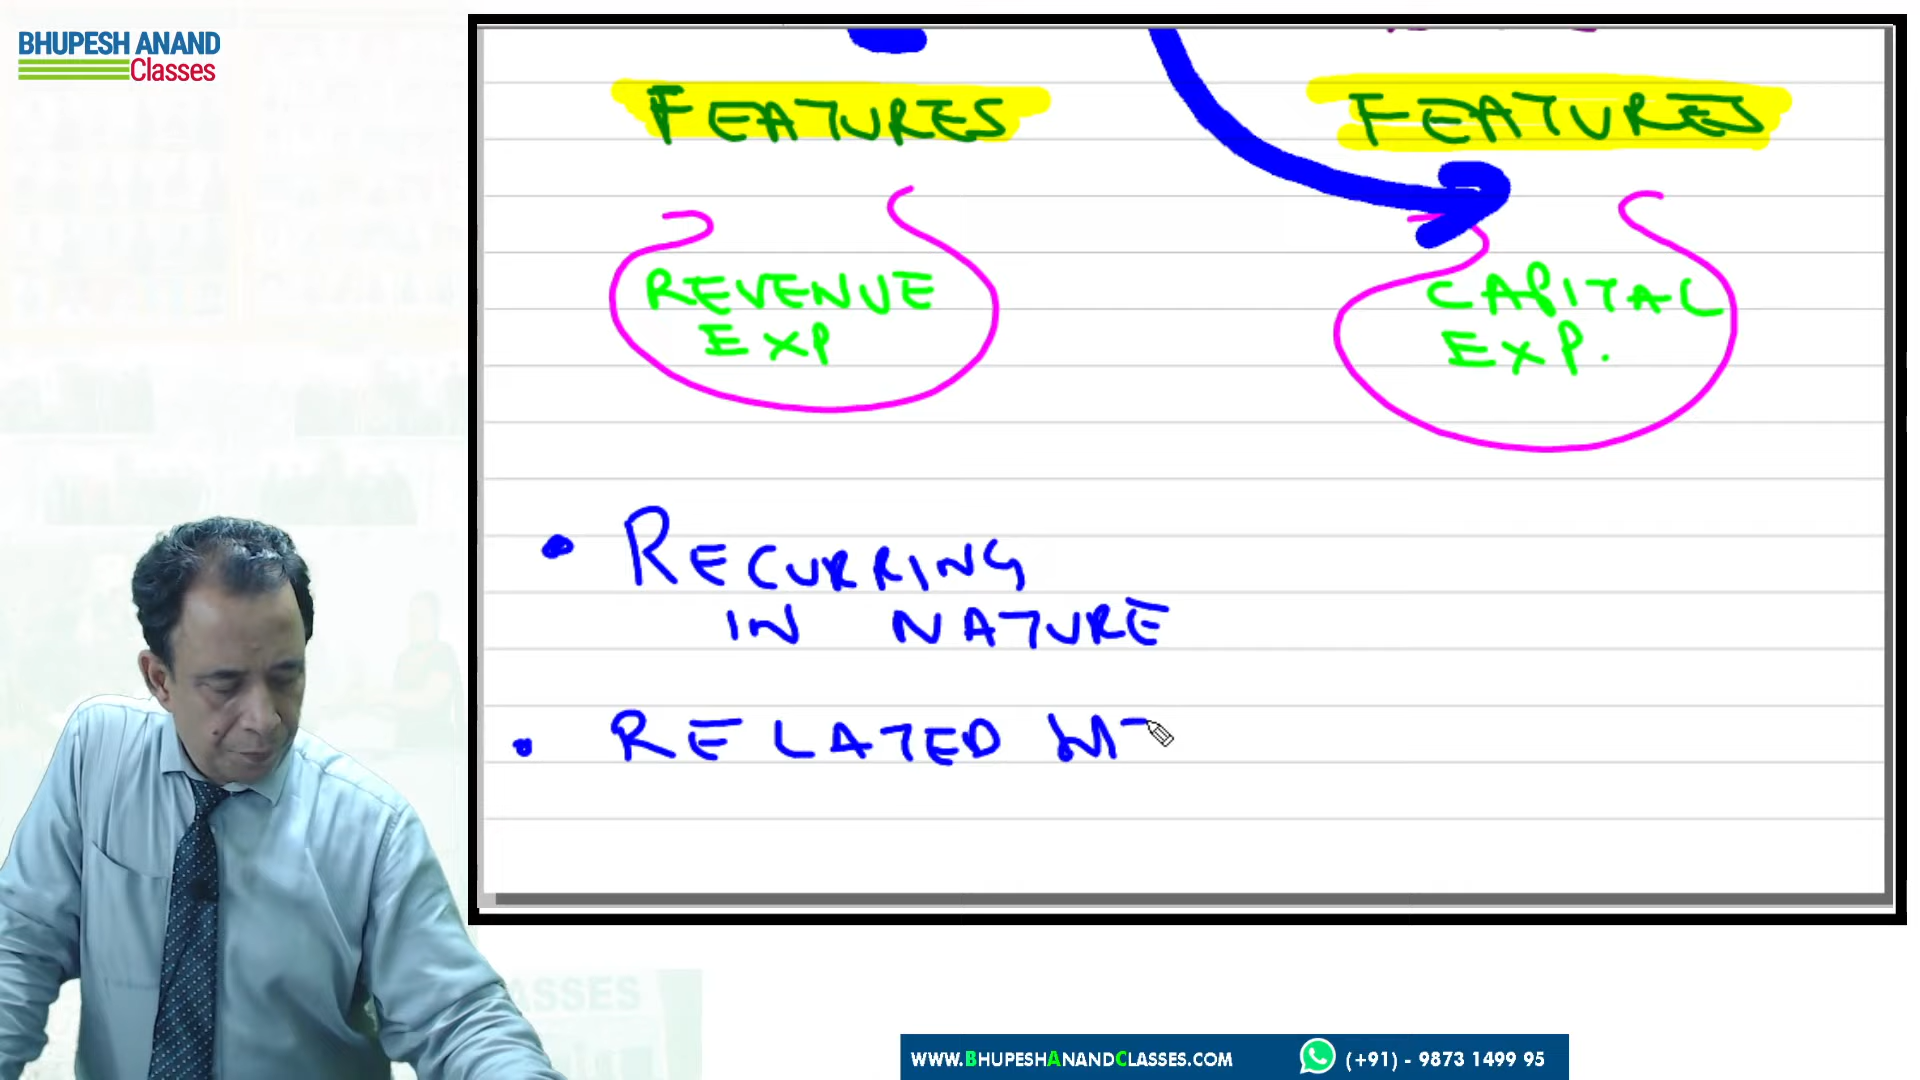 BHUPESH ANAND
Classes
FEATURES
FEATURES
REVENUE
EXP
CAPITAL
EXP.
• RECURRING
IN NATURE
• RELATED
ASSES
WWW.BHUPESHANANDCLASSES.COM
(+91) - 9873 1499 95